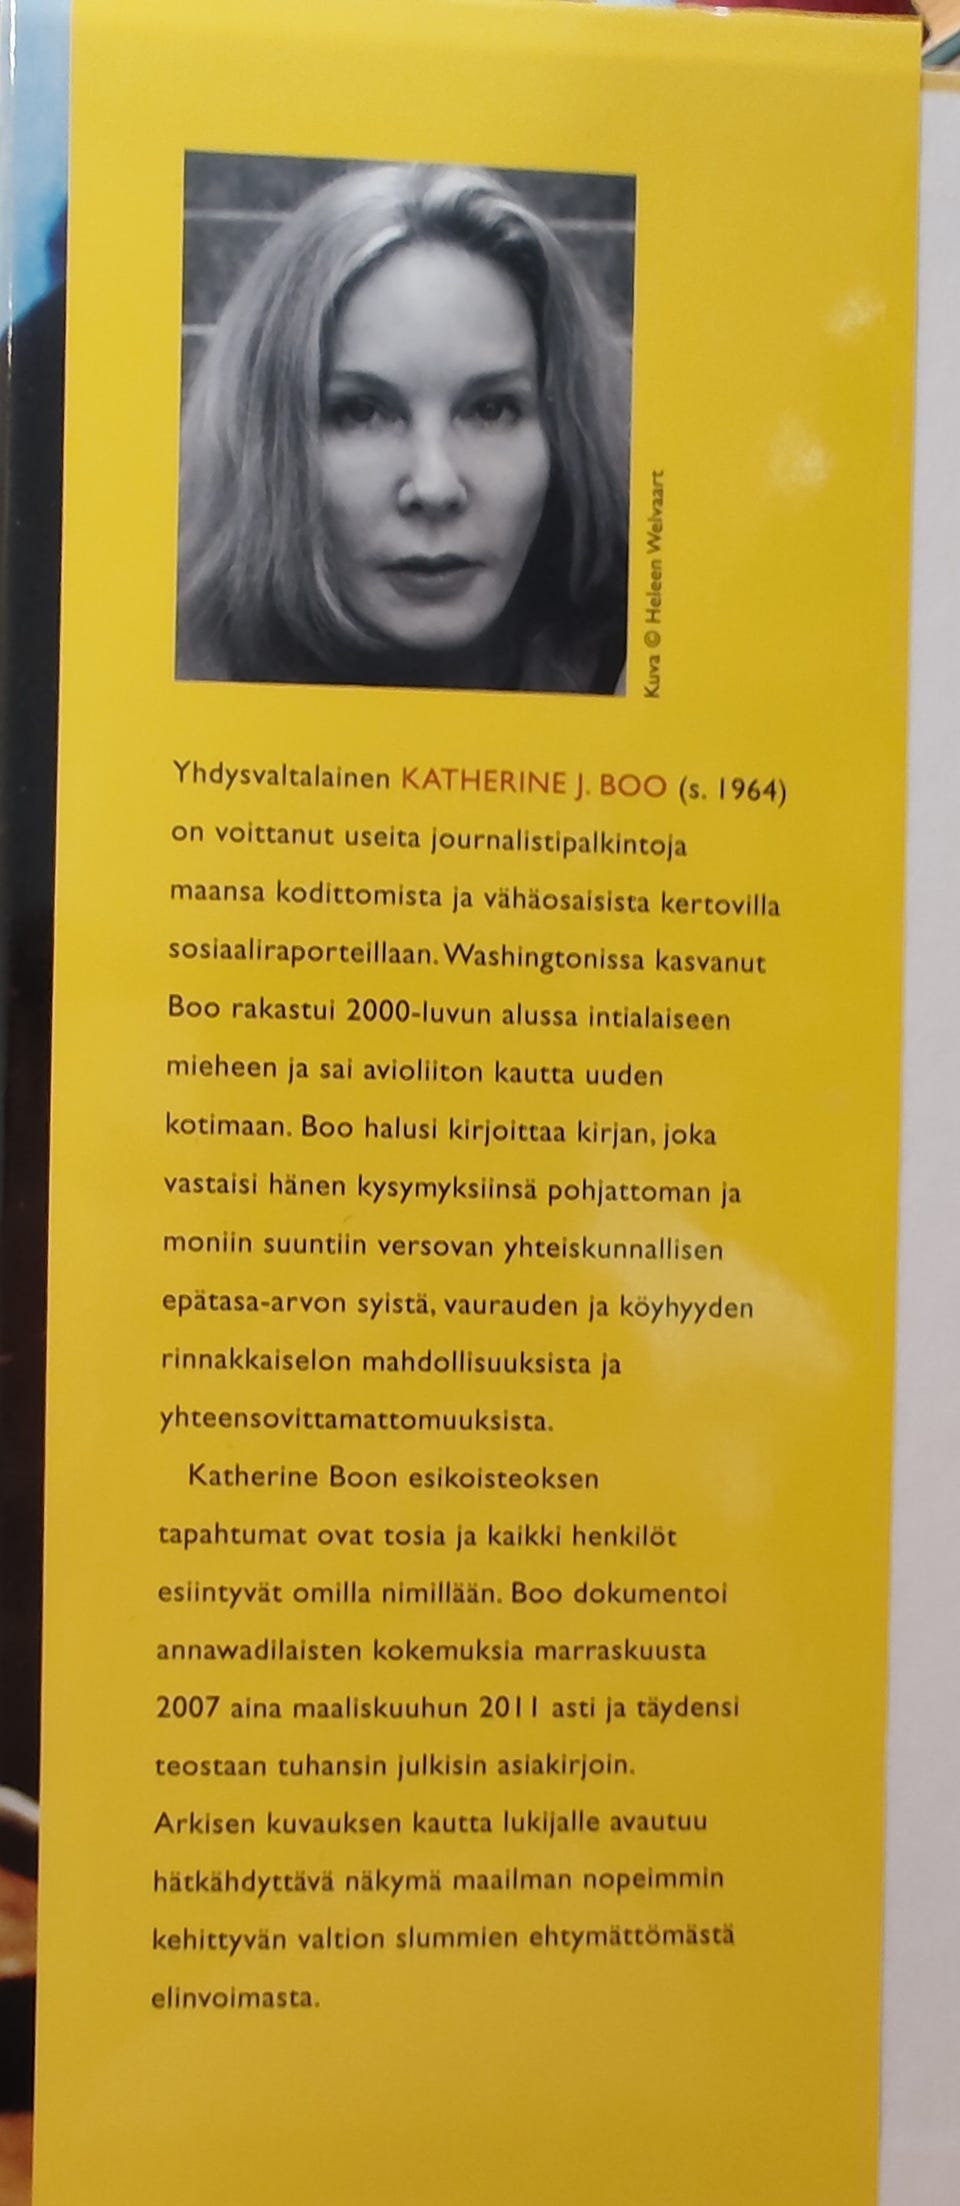 Kuva © Heleen Welvaart
Yhdysvaltalainen KATHERINE J. BOO (s. 1964)
on voittanut useita journalistipalkintoja
maansa kodittomista ja vähäosaisista kertovilla
sosiaaliraporteillaan. Washingtonissa kasvanut
Boo rakastui 2000-luvun alussa intialaiseen
mieheen ja sai avioliiton kautta uuden
kotimaan. Boo halusi kirjoittaa kirjan, joka
vastaisi hänen kysymyksiinsä pohjattoman ja
moniin suuntiin versovan yhteiskunnallisen
epätasa-arvon syistä, vaurauden ja köyhyyden
rinnakkaiselon mahdollisuuksista ja
yhteensovittamattomuuksista.
Katherine Boon esikoisteoksen
tapahtumat ovat tosia ja kaikki henkilöt
esiintyvät omilla nimillään. Boo dokumentoi
annawadilaisten kokemuksia marraskuusta
2007 aina maaliskuuhun 2011 asti ja täydensi
teostaan tuhansin julkisin asiakirjoin.
Arkisen kuvauksen kautta lukijalle avautuu
hätkähdyttävä näkymä maailman nopeimmin
kehittyvän valtion slummien ehtymättömästä
elinvoimasta.